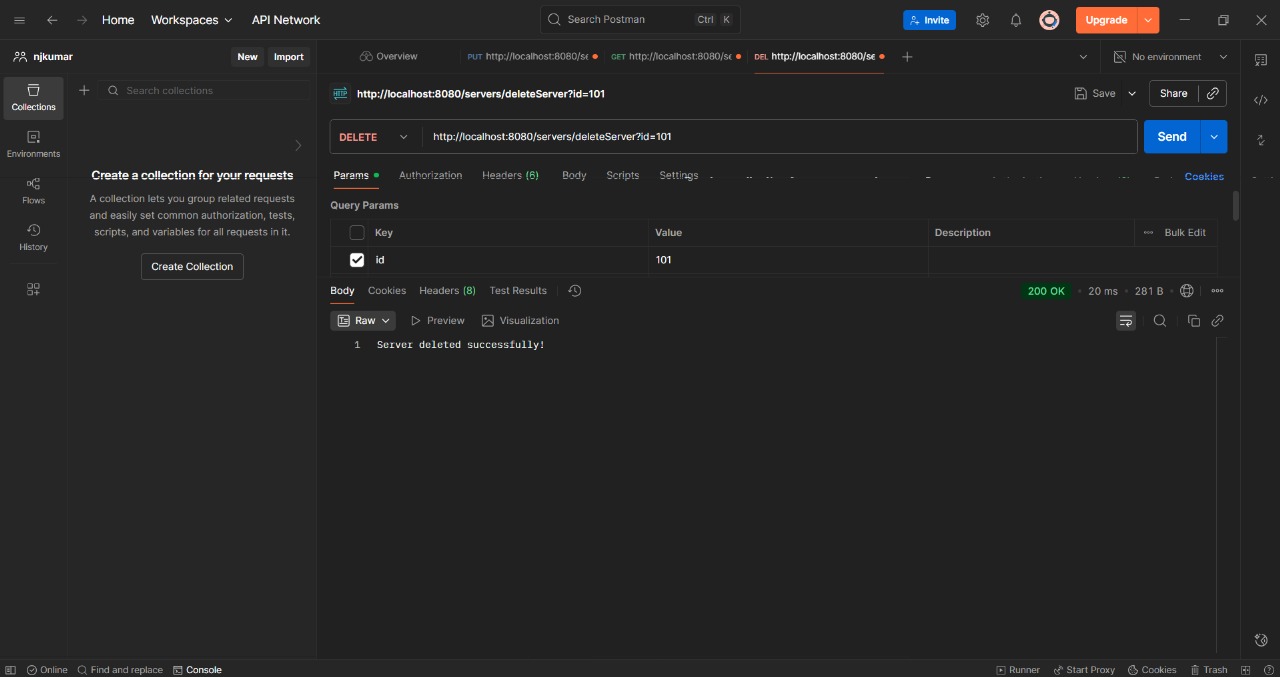 Home Workspaces API Network Search Postman Ctrl K Invite Upgrade
njkumar New Import Overview PUT http://localhost:8080/se GET http://localhost:8080/se DEL http://localhost:8080/se No environment
Collections Search collections HTTP http://localhost:8080/servers/deleteServer?id=101 Save Share
Environments DELETE http://localhost:8080/servers/deleteServer?id=101 Send
Flows Create a collection for your requests Params Authorization Headers (6) Body Scripts Settings Cookies
A collection lets you group related requests
and easily set common authorization, tests,
scripts, and variables for all requests in it.
History Create Collection
Query Params
Key Value Description Bulk Edit
id 101
Body Cookies Headers (8) Test Results 200 OK 20 ms 281 B
Raw Preview Visualization
1 Server deleted successfully!
Online Find and replace Console Runner Start Proxy Cookies Trash